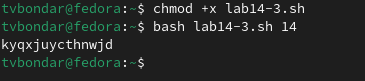 tvbondar@fedora:~$ chmod +x lab14-3.sh
tvbondar@fedora:~$ bash lab14-3.sh 14
kyqxjuycthnwjd
tvbondar@fedora:~$